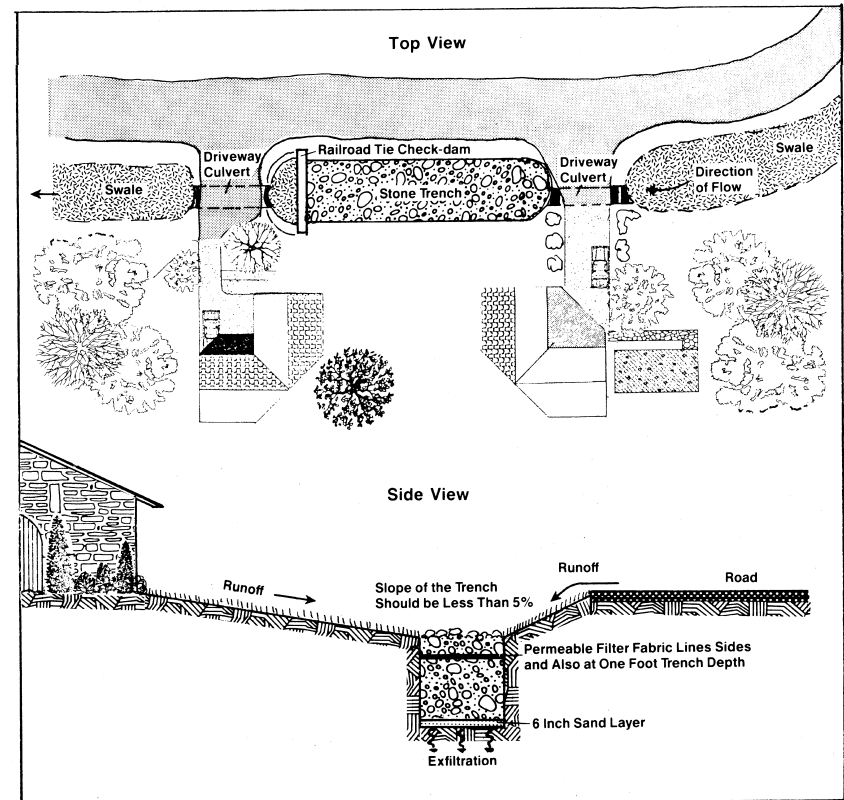 Top View
Railroad Tie Check-dam
Driveway
Culvert
Driveway
Culvert
Swale
Swale
Stone Trench
Direction
of Flow
Side View
Runoff
Slope of the Trench
Should be Less Than 5%
Runoff
Road
Permeable Filter Fabric Lines Sides
and Also at One Foot Trench Depth
6 Inch Sand Layer
Exfiltration